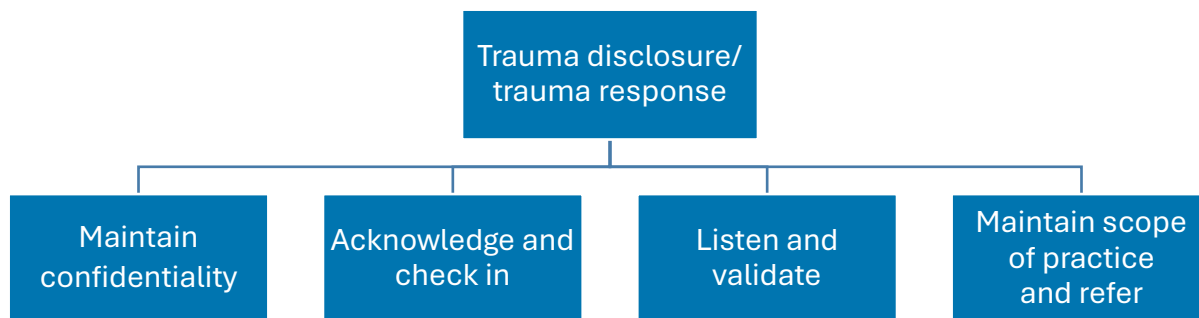 Trauma disclosure/
trauma response
Maintain
confidentiality
Acknowledge and
check in
Listen and
validate
Maintain scope
of practice
and refer